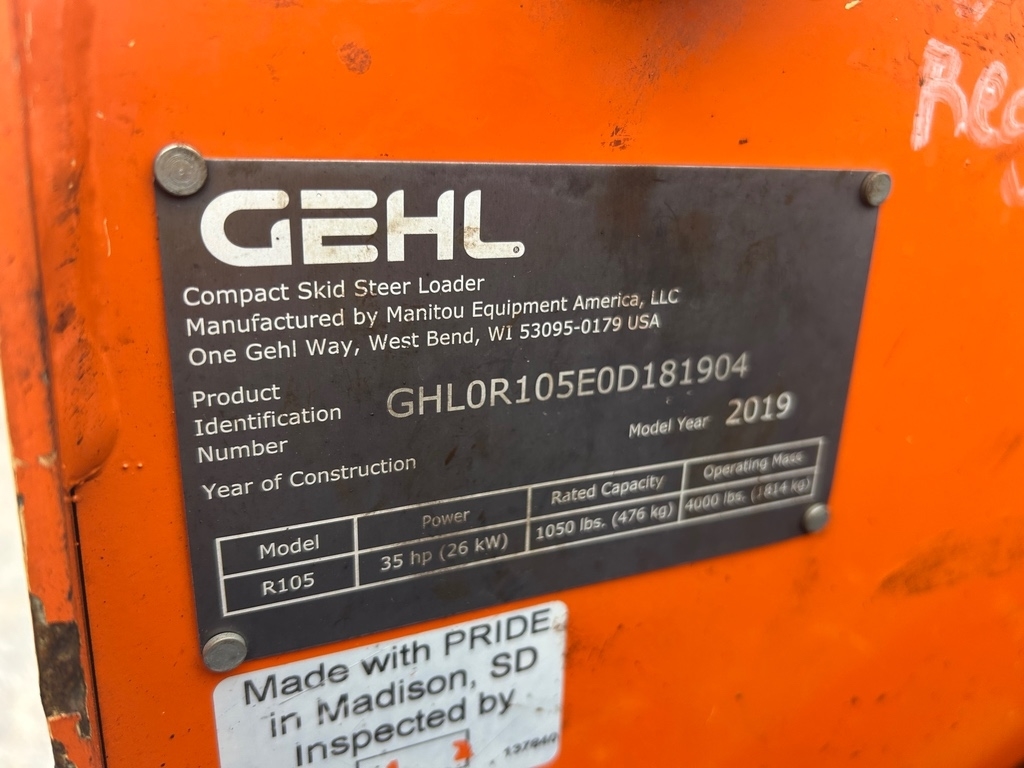 GEHL
Compact Skid Steer Loader
Manufactured by Manitou Equipment America, LLC
One Gehl Way, West Bend, WI 53095-0179 USA
Product
Identification
Number
GHL0R105E0D181904
Model Year 2019
Year of Construction
Model Power Rated Capacity Operating Mass
R105 35 hp (26 kW) 1050 lbs. (476 kg) 4000 lbs. (1814 kg)
Made with PRIDE
in Madison, SD
Inspected by
137840